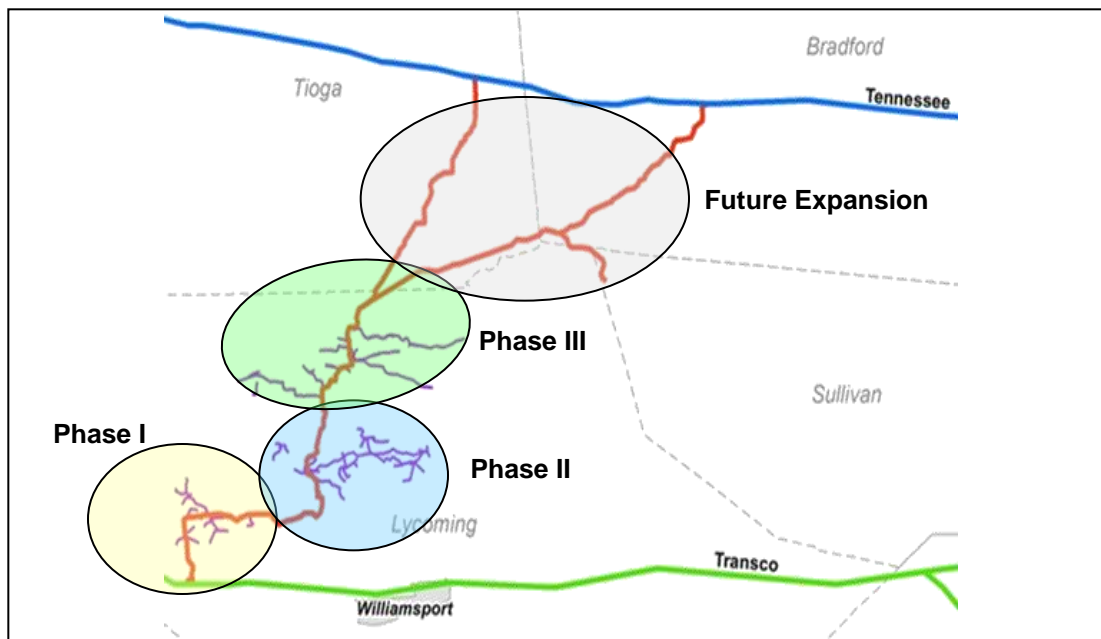 Bradford
Tioga
Tennessee
Future Expansion
Phase III
Sullivan
Phase I
Phase II
Lycoming
Transco
Williamsport